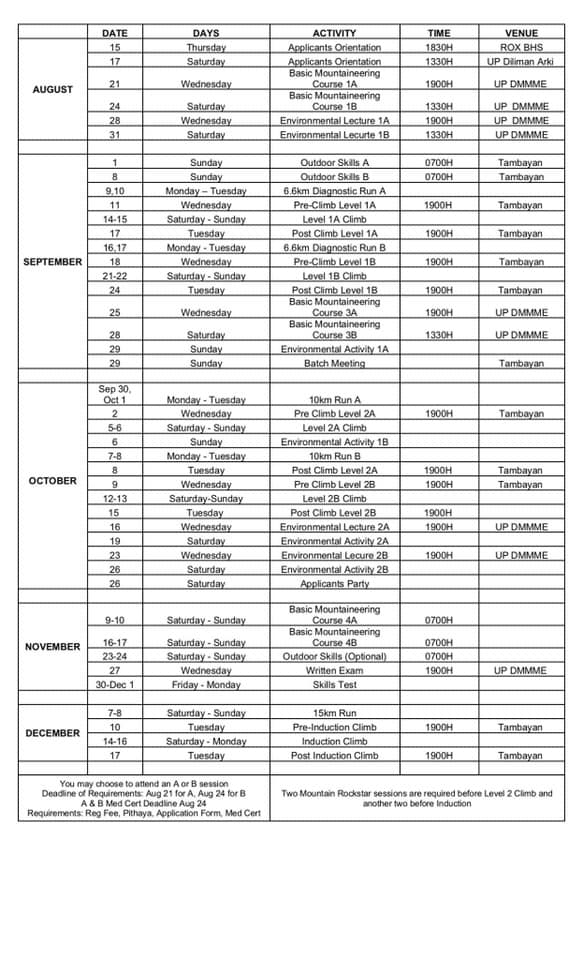 DATE DAYS ACTIVITY TIME VENUE
AUGUST
15 Thursday Applicants Orientation 1830H ROX BHS
17 Saturday Applicants Orientation 1330H UP Diliman Arki
21 Wednesday Basic Mountaineering Course 1A 1900H UP DMMME
24 Saturday Basic Mountaineering Course 1B 1330H UP DMMME
28 Wednesday Environmental Lecture 1A 1900H UP DMMME
31 Saturday Environmental Lecurte 1B 1330H UP DMMME
SEPTEMBER
1 Sunday Outdoor Skills A 0700H Tambayan
8 Sunday Outdoor Skills B 0700H Tambayan
9,10 Monday – Tuesday 6.6km Diagnostic Run A
11 Wednesday Pre-Climb Level 1A 1900H Tambayan
14-15 Saturday - Sunday Level 1A Climb
17 Tuesday Post Climb Level 1A 1900H Tambayan
16,17 Monday - Tuesday 6.6km Diagnostic Run B
18 Wednesday Pre-Climb Level 1B 1900H Tambayan
21-22 Saturday - Sunday Level 1B Climb
24 Tuesday Post Climb Level 1B 1900H Tambayan
25 Wednesday Basic Mountaineering Course 3A 1900H UP DMMME
28 Saturday Basic Mountaineering Course 3B 1330H UP DMMME
29 Sunday Environmental Activity 1A
29 Sunday Batch Meeting Tambayan
OCTOBER
Sep 30, Oct 1 Monday - Tuesday 10km Run A
2 Wednesday Pre Climb Level 2A 1900H Tambayan
5-6 Saturday - Sunday Level 2A Climb
6 Sunday Environmental Activity 1B
7-8 Monday - Tuesday 10km Run B
8 Tuesday Post Climb Level 2A 1900H Tambayan
9 Wednesday Pre Climb Level 2B 1900H Tambayan
12-13 Saturday-Sunday Level 2B Climb
15 Tuesday Post Climb Level 2B 1900H
16 Wednesday Environmental Lecture 2A 1900H UP DMMME
19 Saturday Environmental Activity 2A
23 Wednesday Environmental Lecure 2B 1900H UP DMMME
26 Saturday Environmental Activity 2B
26 Saturday Applicants Party
NOVEMBER
9-10 Saturday - Sunday Basic Mountaineering Course 4A 0700H
16-17 Saturday - Sunday Basic Mountaineering Course 4B 0700H
23-24 Saturday - Sunday Outdoor Skills (Optional) 0700H
27 Wednesday Written Exam 1900H UP DMMME
30-Dec 1 Friday - Monday Skills Test
DECEMBER
7-8 Saturday - Sunday 15km Run
10 Tuesday Pre-Induction Climb 1900H Tambayan
14-16 Saturday - Monday Induction Climb
17 Tuesday Post Induction Climb 1900H Tambayan
You may choose to attend an A or B session
Deadline of Requirements: Aug 21 for A, Aug 24 for B
A & B Med Cert Deadline Aug 24
Requirements: Reg Fee, Pithaya, Application Form, Med Cert
Two Mountain Rockstar sessions are required before Level 2 Climb and
another two before Induction